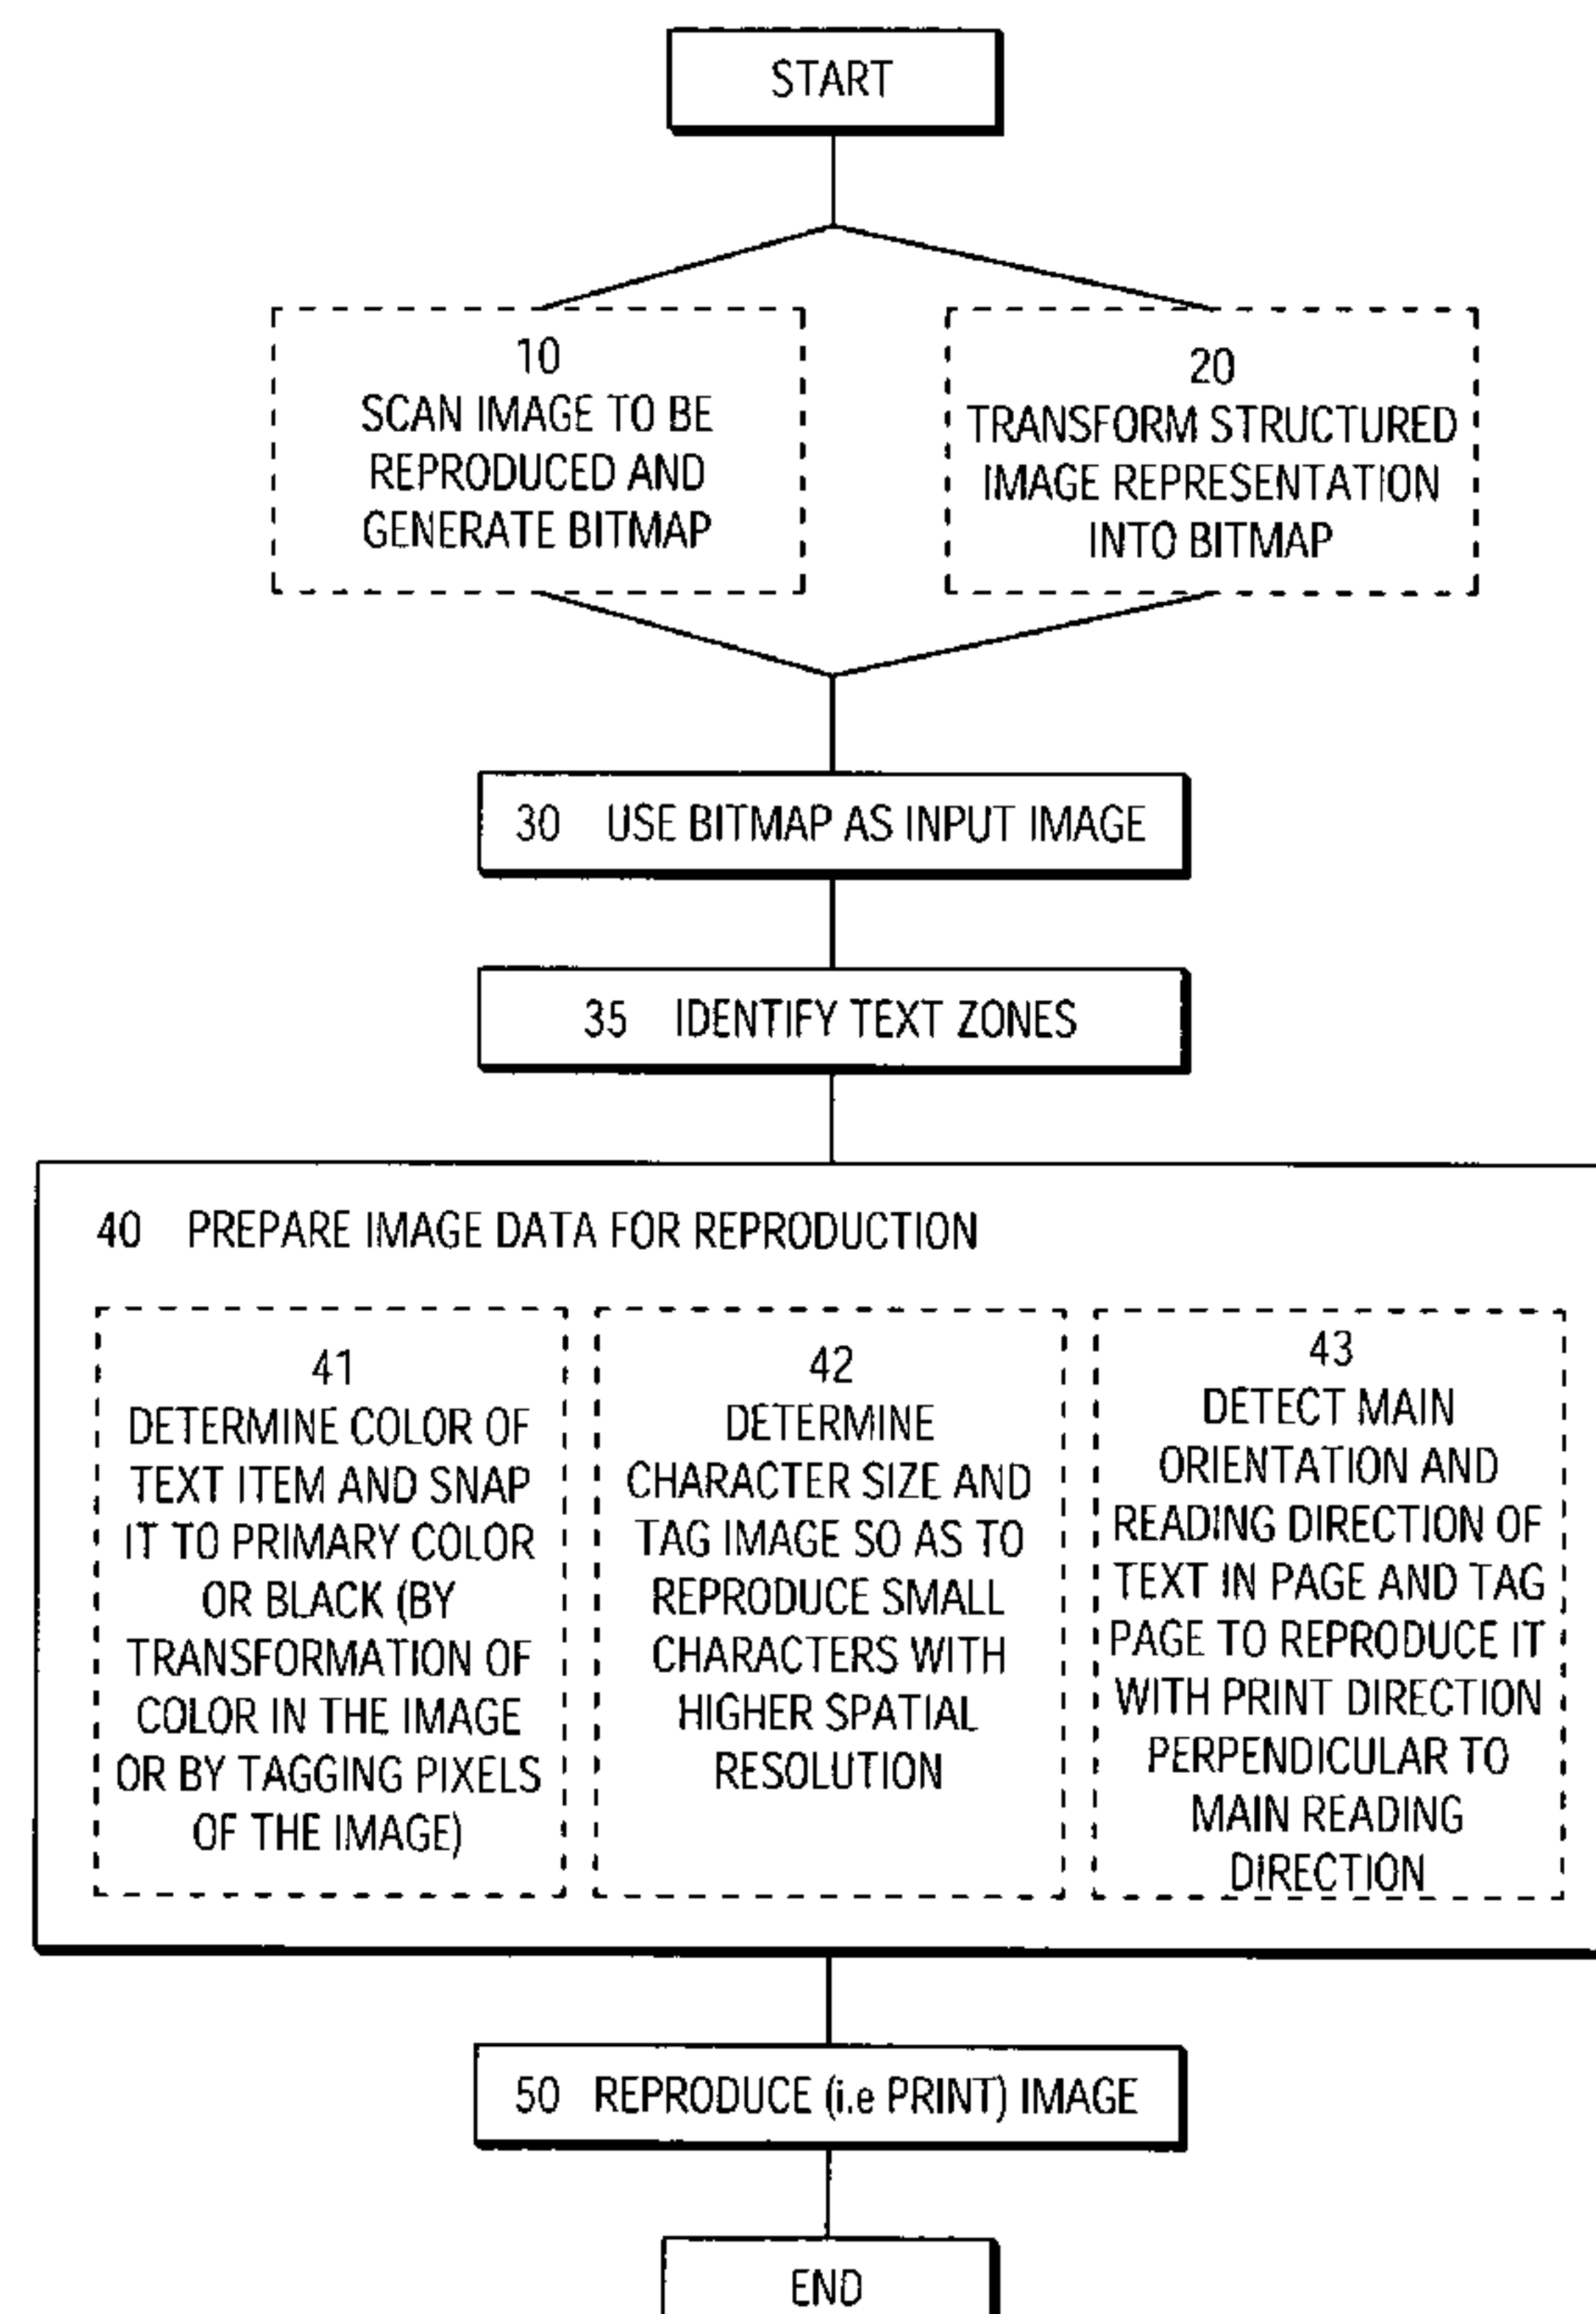 START
10
SCAN IMAGE TO BE
REPRODUCED AND
GENERATE BITMAP
20
TRANSFORM STRUCTURED
IMAGE REPRESENTATION
INTO BITMAP
30 USE BITMAP AS INPUT IMAGE
35 IDENTIFY TEXT ZONES
40 PREPARE IMAGE DATA FOR REPRODUCTION
41
DETERMINE COLOR OF
TEXT ITEM AND SNAP
IT TO PRIMARY COLOR
OR BLACK (BY
TRANSFORMATION OF
COLOR IN THE IMAGE
OR BY TAGGING PIXELS
OF THE IMAGE)
42
DETERMINE
CHARACTER SIZE AND
TAG IMAGE SO AS TO
REPRODUCE SMALL
CHARACTERS WITH
HIGHER SPATIAL
RESOLUTION
43
DETECT MAIN
ORIENTATION AND
READING DIRECTION OF
TEXT IN PAGE AND TAG
PAGE TO REPRODUCE IT
WITH PRINT DIRECTION
PERPENDICULAR TO
MAIN READING
DIRECTION
50 REPRODUCE (i.e PRINT) IMAGE
END